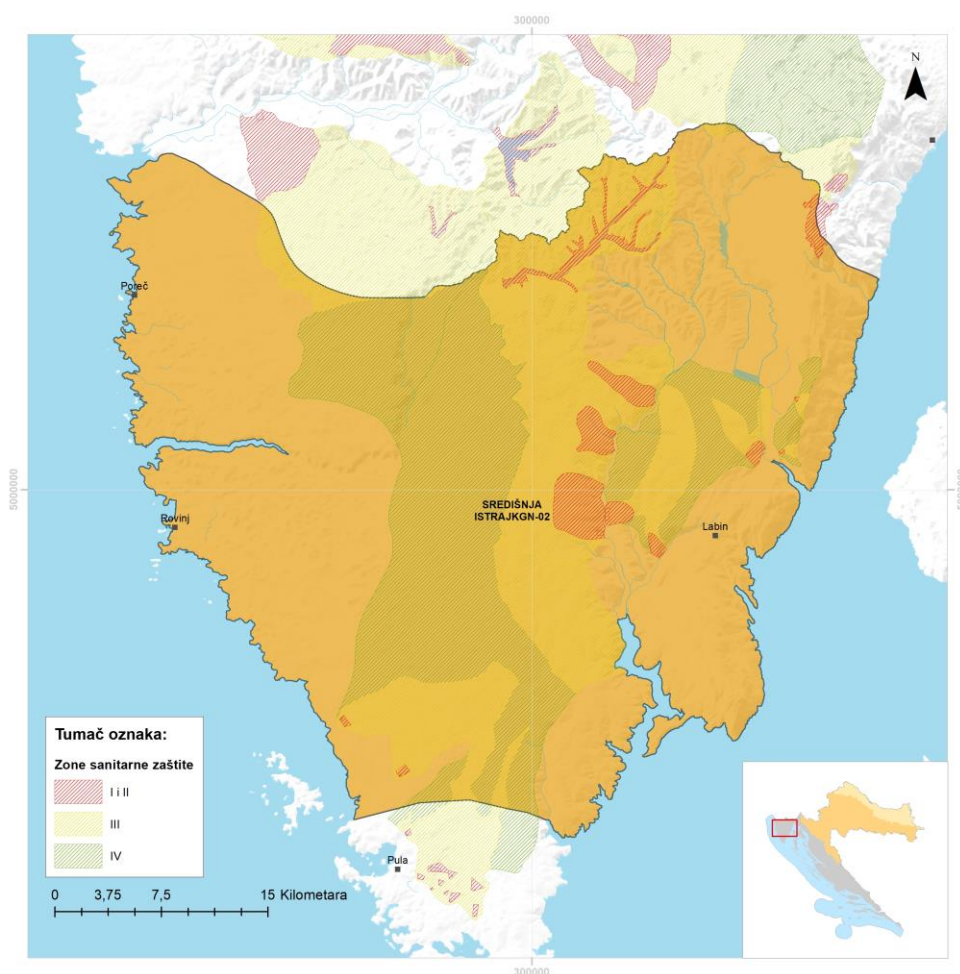 300000
N
Poreč
5000000
SREDIŠNJA
ISTRAJKGN-02
Rovinj
Labin
Tumač oznaka:
Zone sanitarne zaštite
I i II
III
IV
0 3,75 7,5 15 Kilometara
Pula
300000